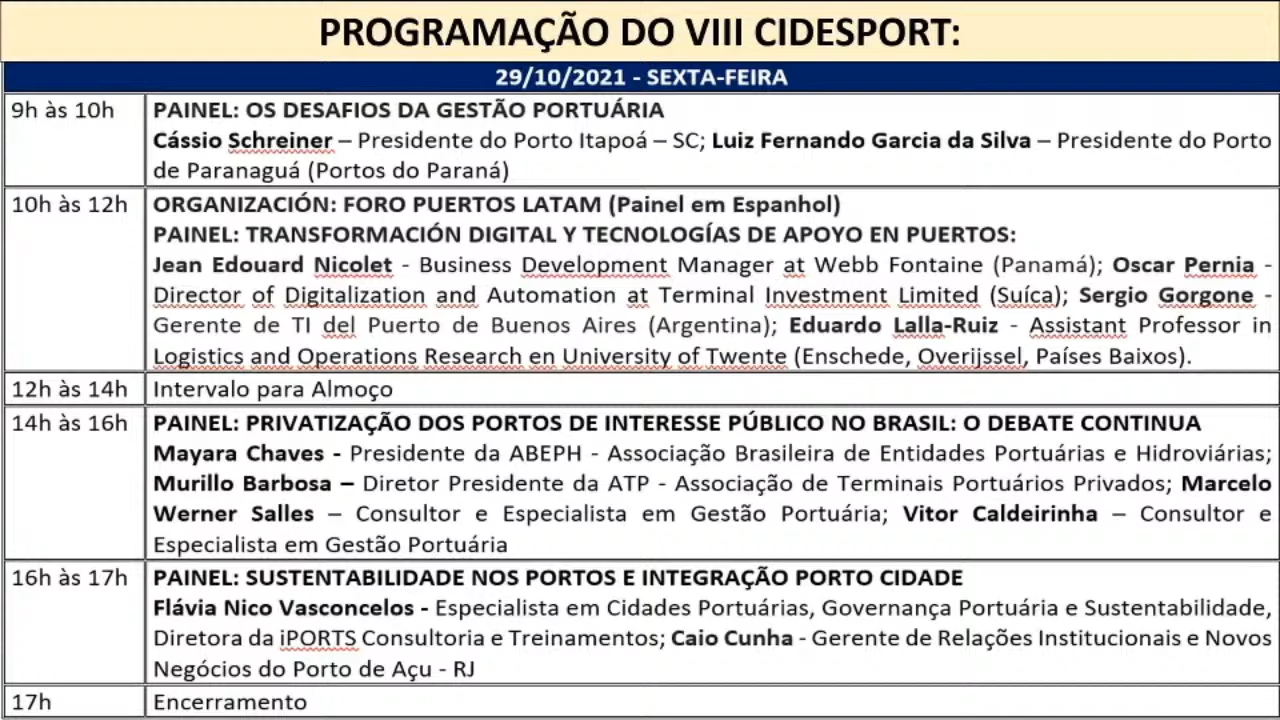 PROGRAMAÇÃO DO VIII CIDESPORT:
29/10/2021 - SEXTA-FEIRA
9h às 10h
PAINEL: OS DESAFIOS DA GESTÃO PORTUÁRIA
Cássio Schreiner – Presidente do Porto Itapoá – SC; Luiz Fernando Garcia da Silva – Presidente do Porto
de Paranaguá (Portos do Paraná)
10h às 12h
ORGANIZACIÓN: FORO PUERTOS LATAM (Painel em Espanhol)
PAINEL: TRANSFORMACIÓN DIGITAL Y TECNOLOGÍAS DE APOYO EN PUERTOS:
Jean Edouard Nicolet - Business Development Manager at Webb Fontaine (Panamá); Oscar Pernia -
Director of Digitalization and Automation at Terminal Investment Limited (Suíca); Sergio Gorgone -
Gerente de TI del Puerto de Buenos Aires (Argentina); Eduardo Lalla-Ruiz - Assistant Professor in
Logistics and Operations Research en University of Twente (Enschede, Overijssel, Países Baixos).
12h às 14h
Intervalo para Almoço
14h às 16h
PAINEL: PRIVATIZAÇÃO DOS PORTOS DE INTERESSE PÚBLICO NO BRASIL: O DEBATE CONTINUA
Mayara Chaves - Presidente da ABEPH - Associação Brasileira de Entidades Portuárias e Hidroviárias;
Murillo Barbosa – Diretor Presidente da ATP - Associação de Terminais Portuários Privados; Marcelo
Werner Salles – Consultor e Especialista em Gestão Portuária; Vitor Caldeirinha – Consultor e
Especialista em Gestão Portuária
16h às 17h
PAINEL: SUSTENTABILIDADE NOS PORTOS E INTEGRAÇÃO PORTO CIDADE
Flávia Nico Vasconcelos - Especialista em Cidades Portuárias, Governança Portuária e Sustentabilidade,
Diretora da iPORTS Consultoria e Treinamentos; Caio Cunha - Gerente de Relações Institucionais e Novos
Negócios do Porto de Açu - RJ
17h
Encerramento